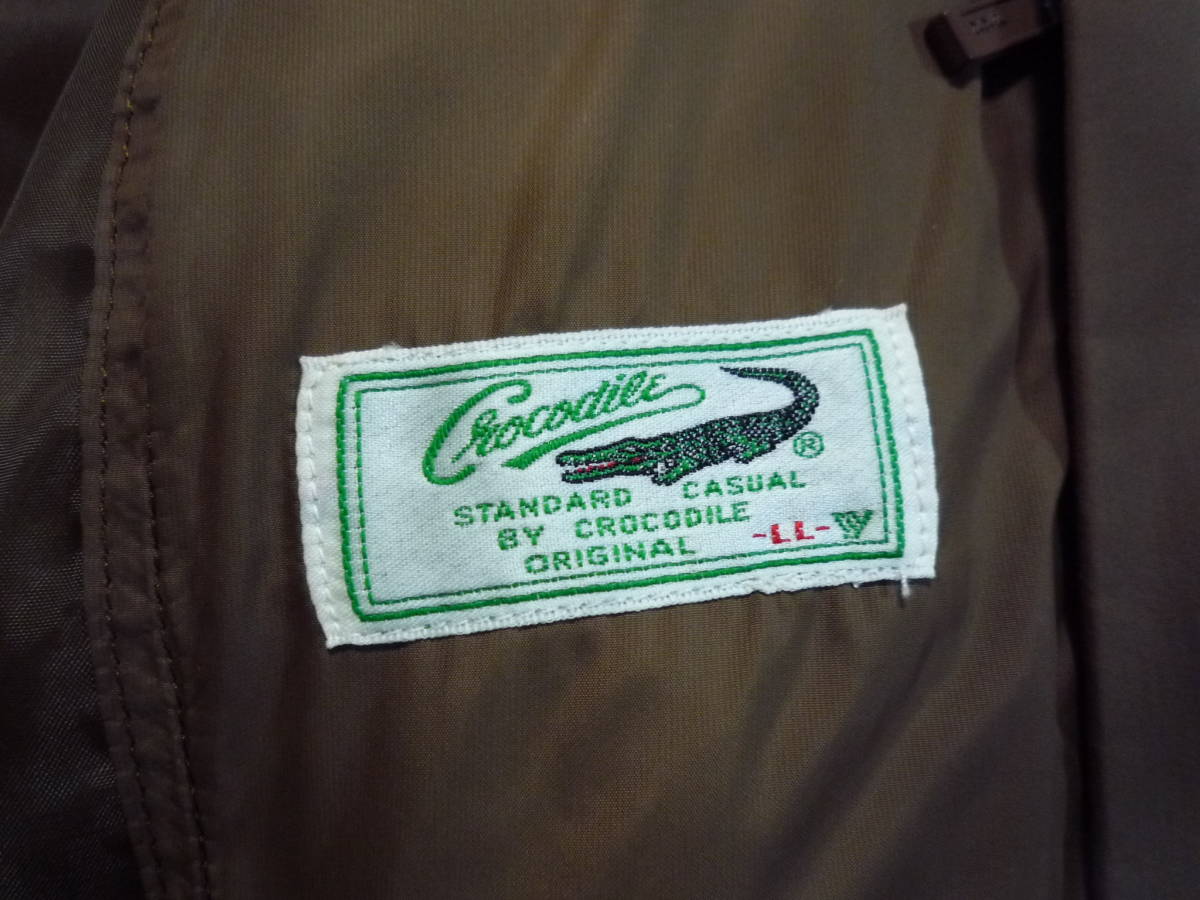 Crocodile ®
STANDARD CASUAL
BY CROCODILE
ORIGINAL -LL-